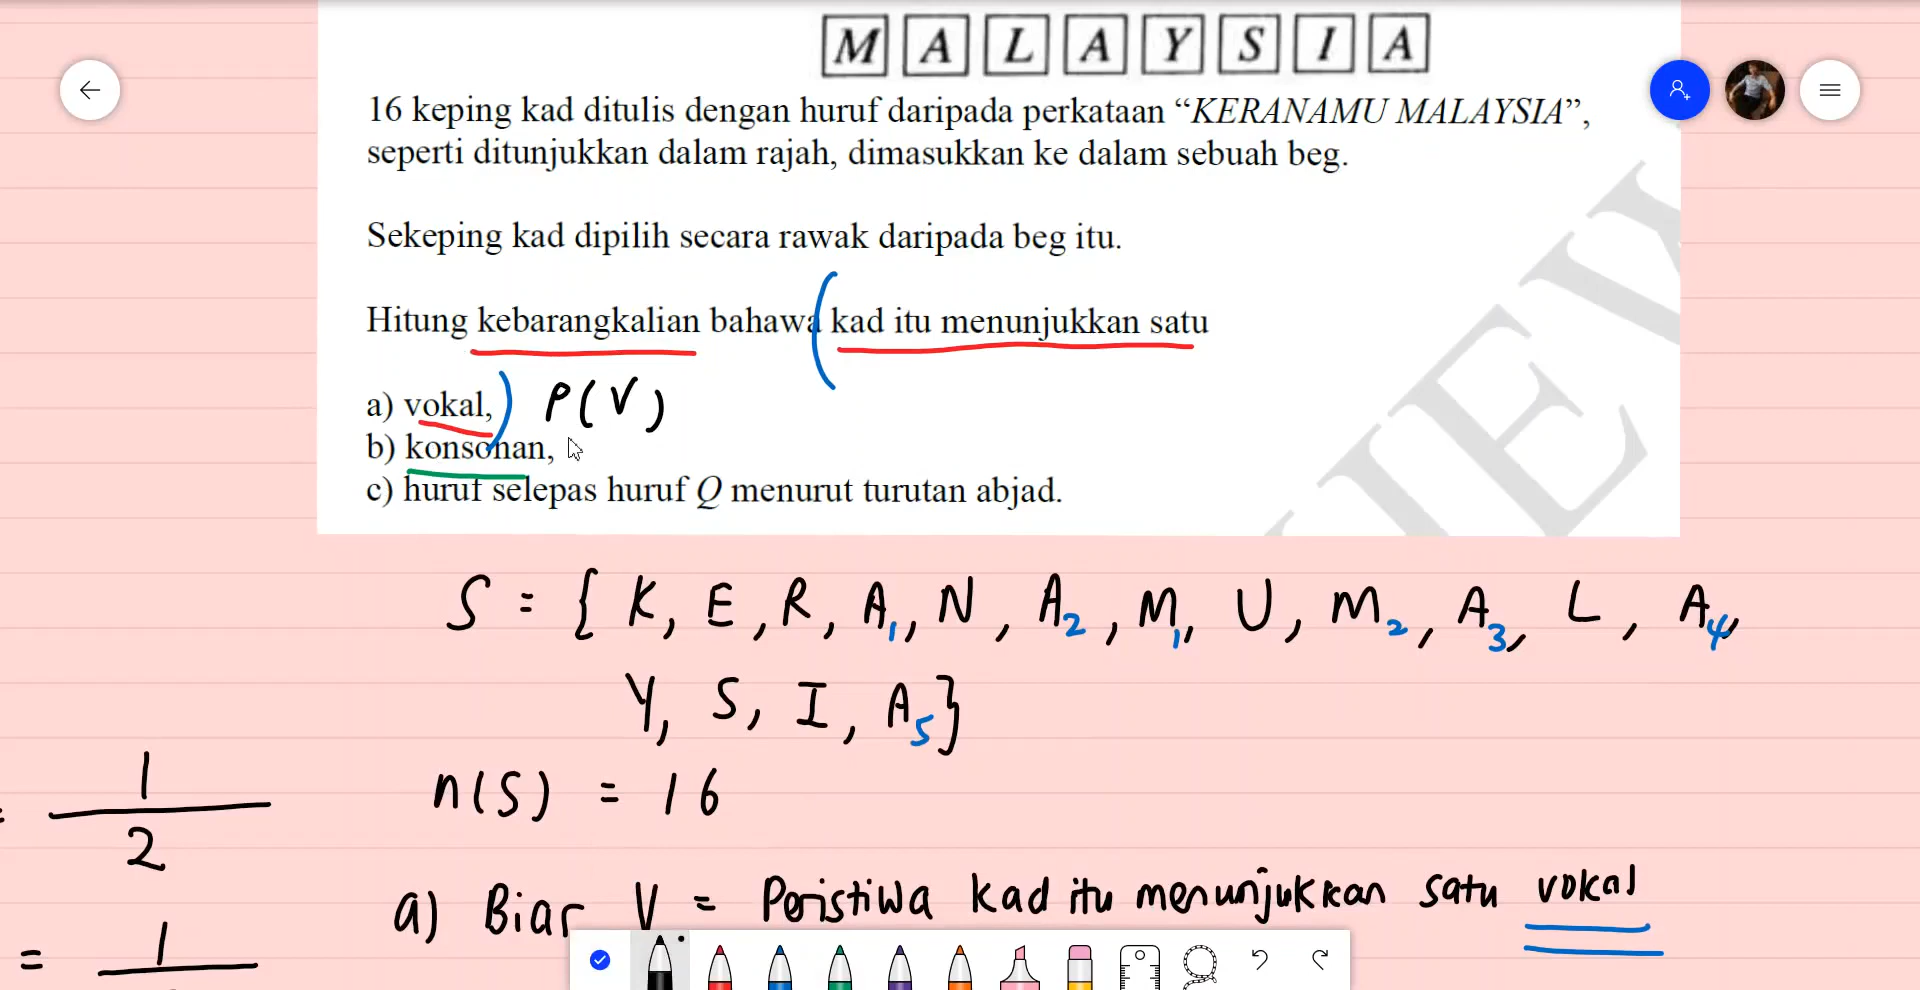 M A L A Y S I A
16 keping kad ditulis dengan huruf daripada perkataan “KERANAMU MALAYSIA”,
seperti ditunjukkan dalam rajah, dimasukkan ke dalam sebuah beg.
Sekeping kad dipilih secara rawak daripada beg itu.
Hitung kebarangkalian bahawa (kad itu menunjukkan satu
a) vokal,) P(V)
b) konsonan,
c) huruf selepas huruf Q menurut turutan abjad.
S = { K, E, R, A₁, N, A₂, M₁, U, M₂, A₃, L, A₄,
Y, S, I, A₅}
n(S) = 16
= 1/2
a) Biar V = Peristiwa kad itu menunjukkan satu vokal
= 1